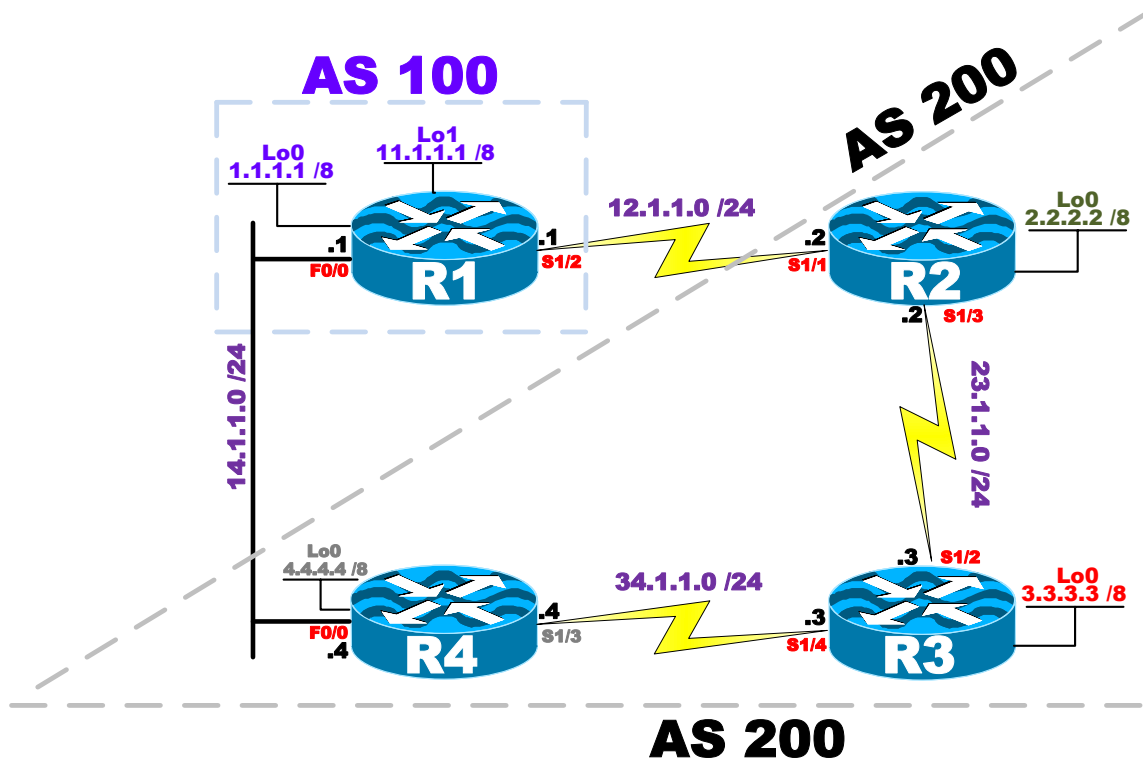 AS 100
AS 200
Lo0
1.1.1.1 /8
Lo1
11.1.1.1 /8
12.1.1.0 /24
Lo0
2.2.2.2 /8
.1
F0/0
R1
.1
S1/2
.2
S1/1
R2
.2
S1/3
14.1.1.0 /24
23.1.1.0 /24
Lo0
4.4.4.4 /8
F0/0
.4
R4
.4
S1/3
34.1.1.0 /24
.3
S1/4
R3
.3
S1/2
Lo0
3.3.3.3 /8
AS 200